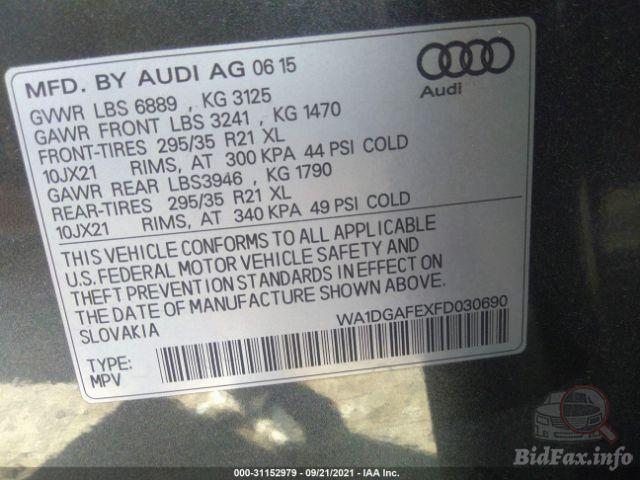 MFD. BY AUDI AG 06 15
GVWR LBS 6889 , KG 3125
GAWR FRONT LBS 3241 , KG 1470
FRONT-TIRES 295/35 R21 XL
10JX21 RIMS, AT 300 KPA 44 PSI COLD
GAWR REAR LBS3946 , KG 1790
REAR-TIRES 295/35 R21 XL
10JX21 RIMS, AT 340 KPA 49 PSI COLD
Audi
THIS VEHICLE CONFORMS TO ALL APPLICABLE
U.S. FEDERAL MOTOR VEHICLE SAFETY AND
THEFT PREVENTION STANDARDS IN EFFECT ON
THE DATE OF MANUFACTURE SHOWN ABOVE.
SLOVAKIA
WA1DGAFEXFD030690
TYPE:
MPV
BidFax.info
000-31152979 - 09/21/2021 - IAA Inc.